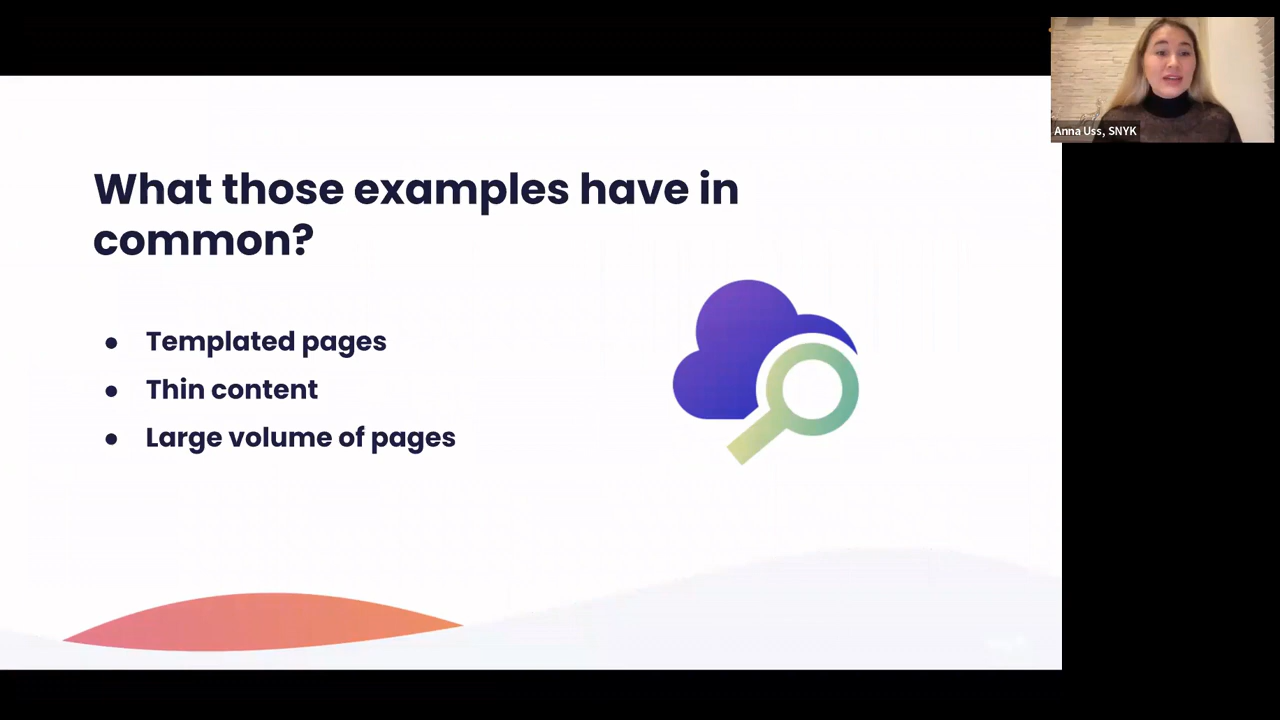 What those examples have in
common?
● Templated pages
● Thin content
● Large volume of pages
Anna Uss, SNYK